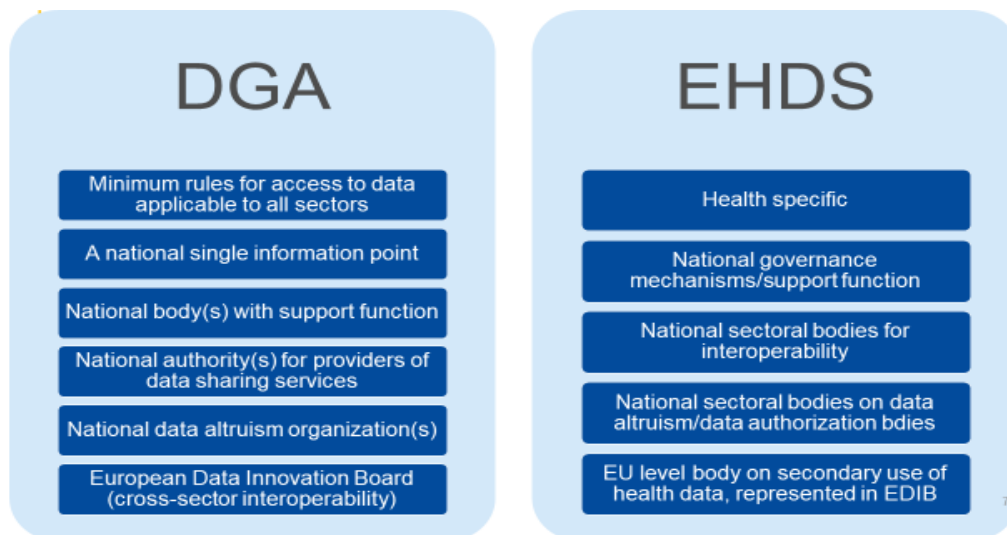 DGA
Minimum rules for access to data
applicable to all sectors
A national single information point
National body(s) with support function
National authority(s) for providers of
data sharing services
National data altruism organization(s)
European Data Innovation Board
(cross-sector interoperability)
EHDS
Health specific
National governance
mechanisms/support function
National sectoral bodies for
interoperability
National sectoral bodies on data
altruism/data authorization bdies
EU level body on secondary use of
health data, represented in EDIB